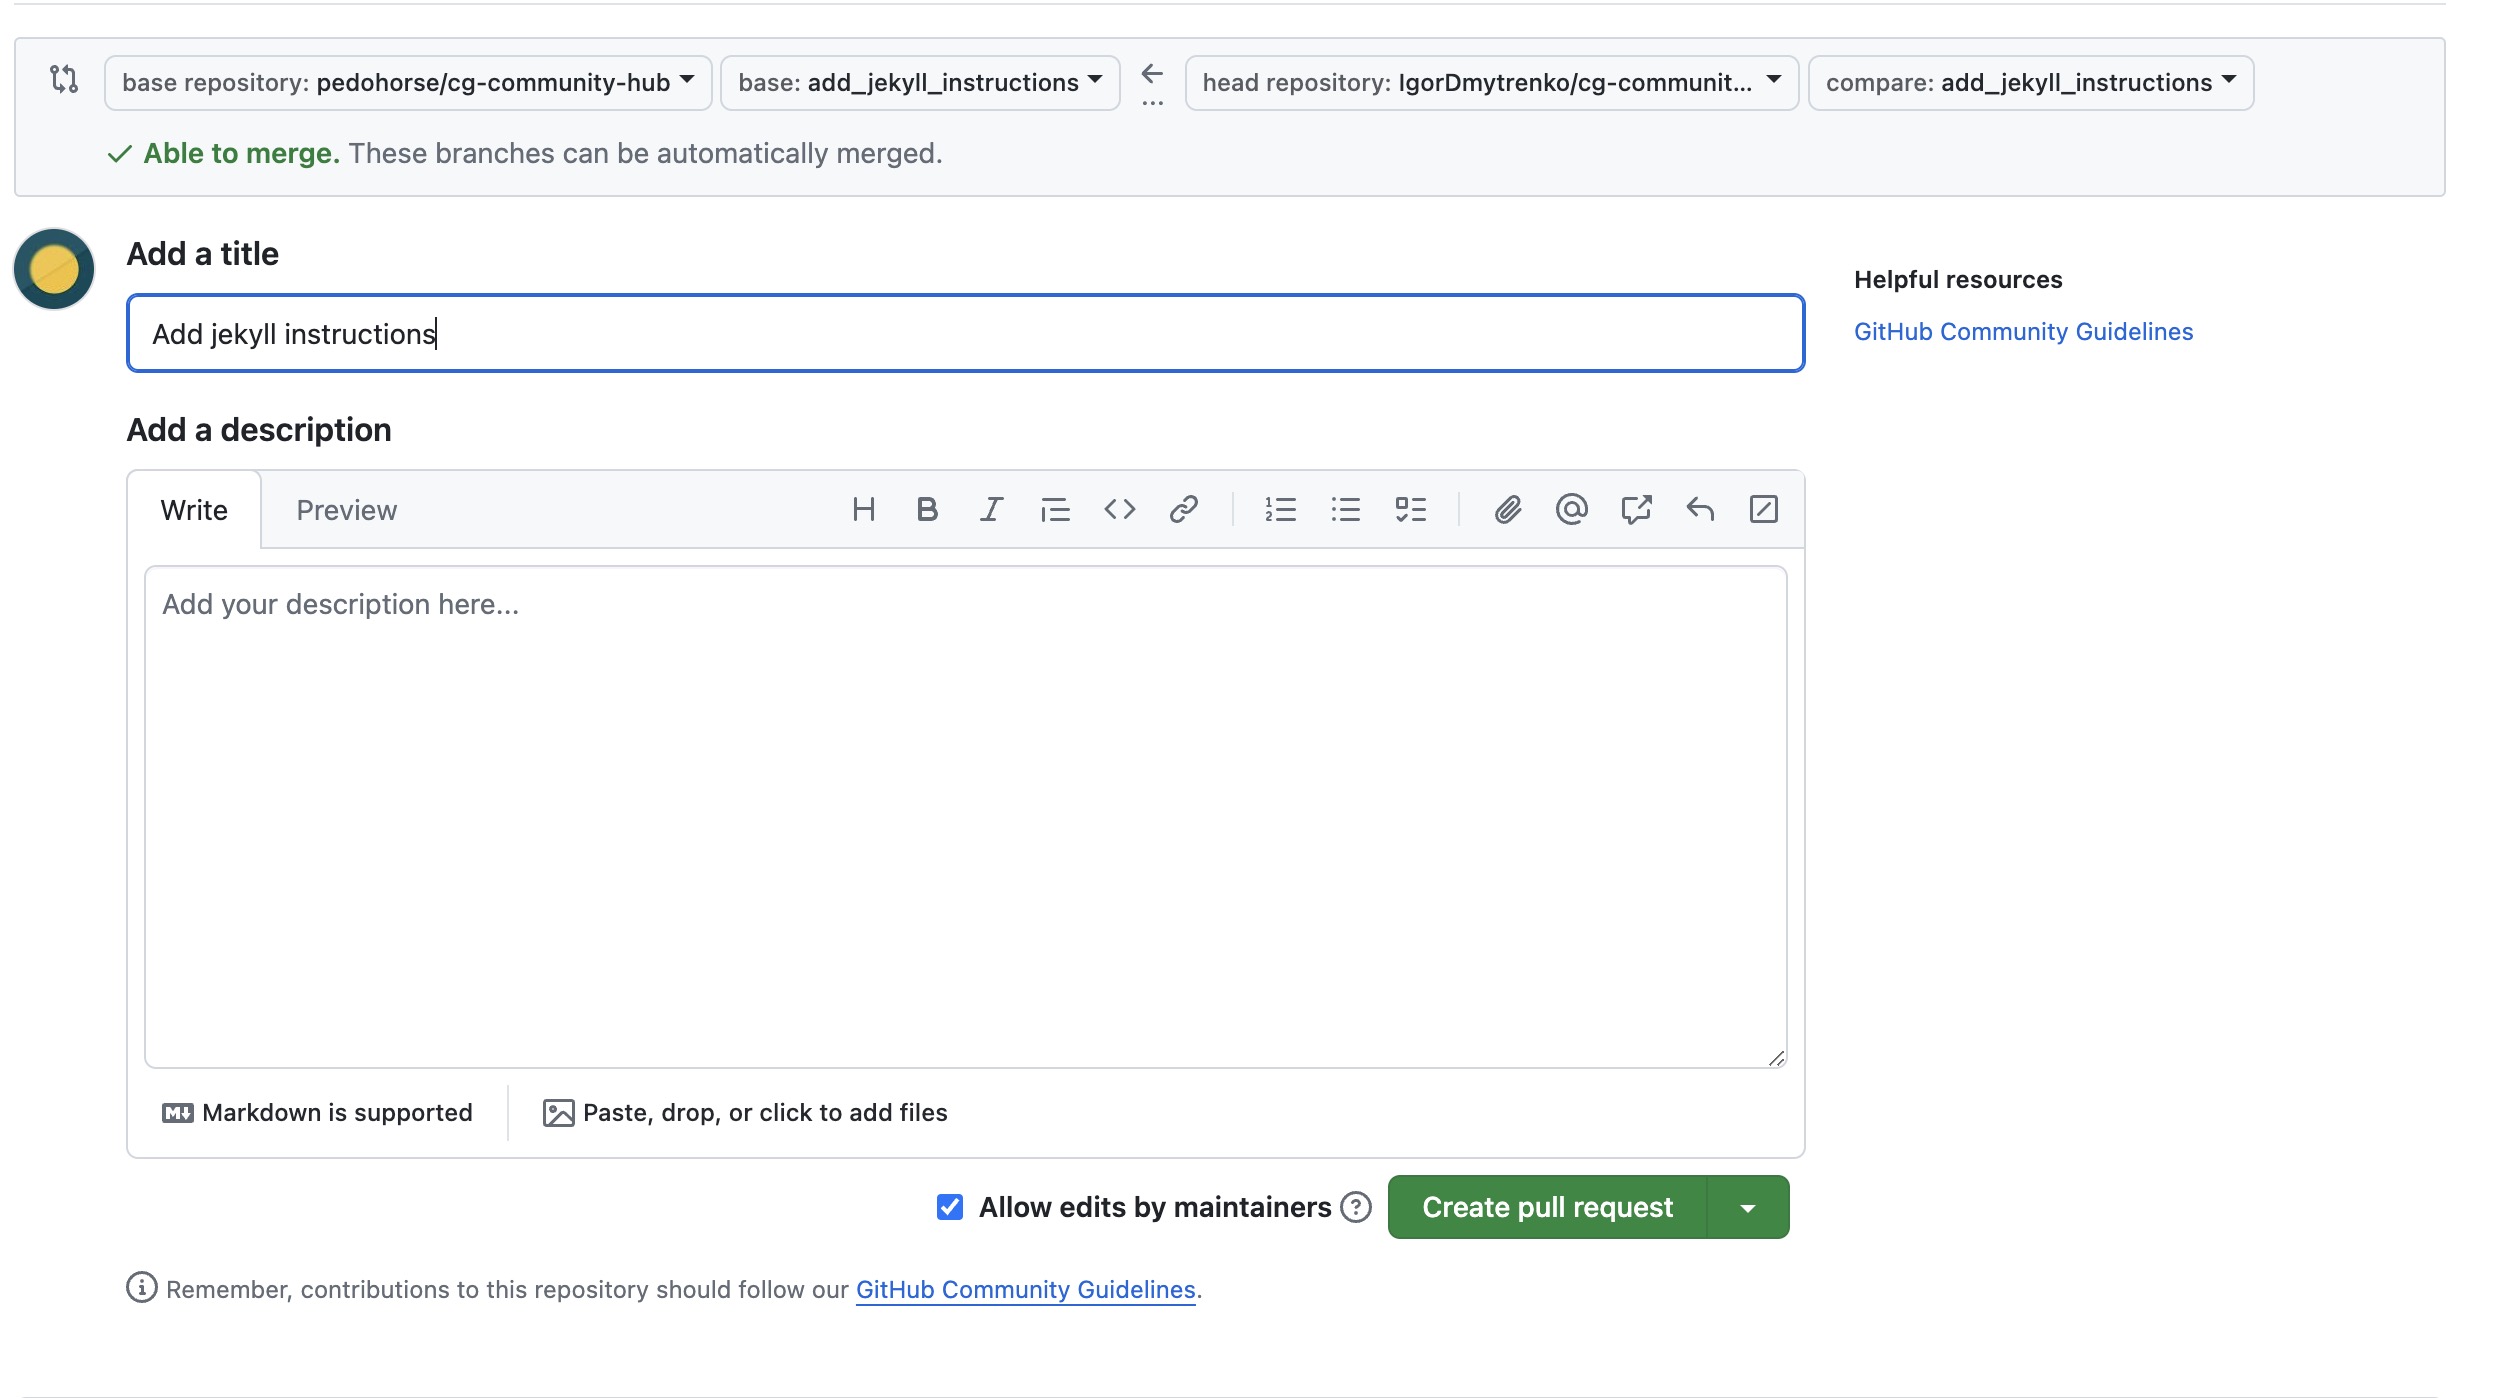 base repository: pedohorse/cg-community-hub base: add_jekyll_instructions ... head repository: IgorDmytrenko/cg-communit... compare: add_jekyll_instructions
Able to merge. These branches can be automatically merged.
Add a title
Helpful resources
Add jekyll instructions
GitHub Community Guidelines
Add a description
Write Preview
Add your description here...
Markdown is supported Paste, drop, or click to add files
Allow edits by maintainers Create pull request
Remember, contributions to this repository should follow our GitHub Community Guidelines.